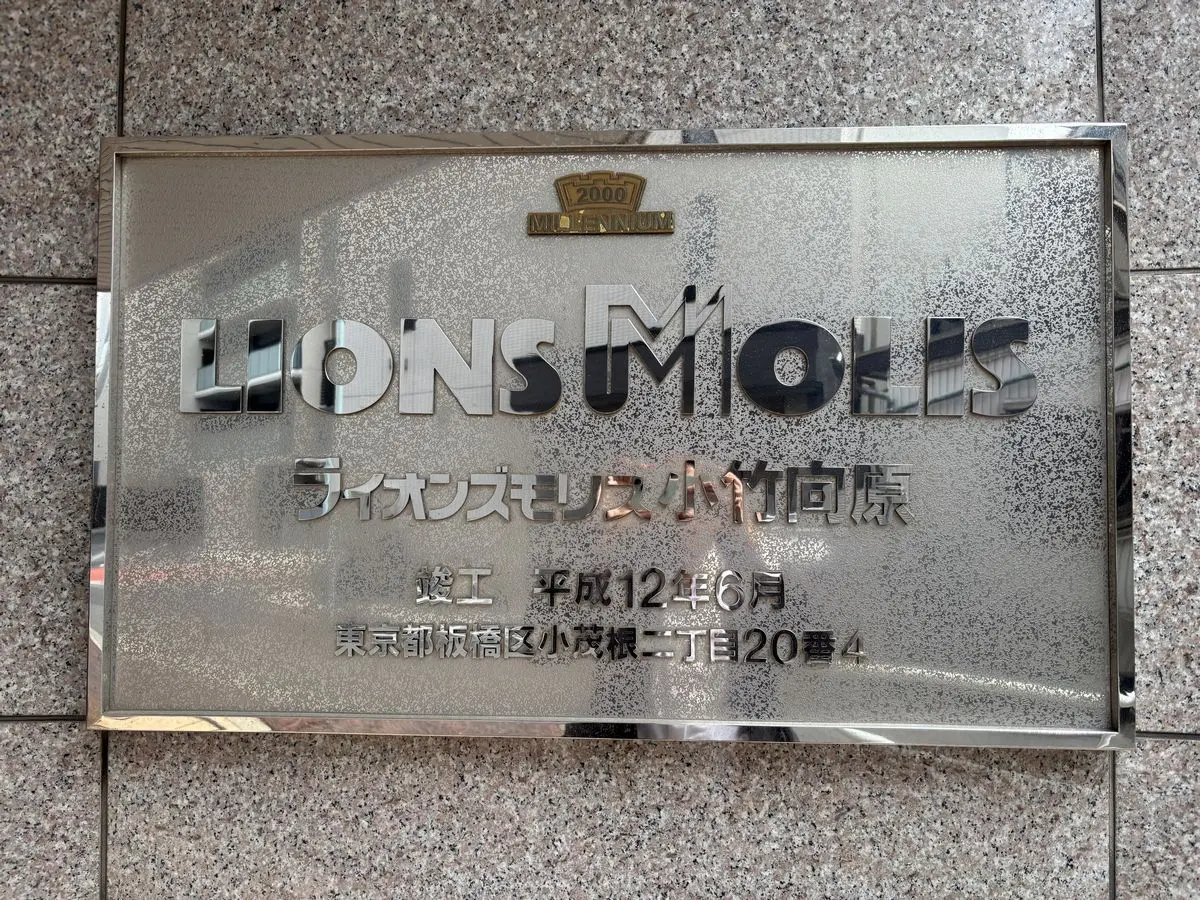 2000
MILLENNIUM
LIONS MOLIS
ライオンズモリス小竹向原
竣工 平成12年6月
東京都板橋区小茂根二丁目20番4